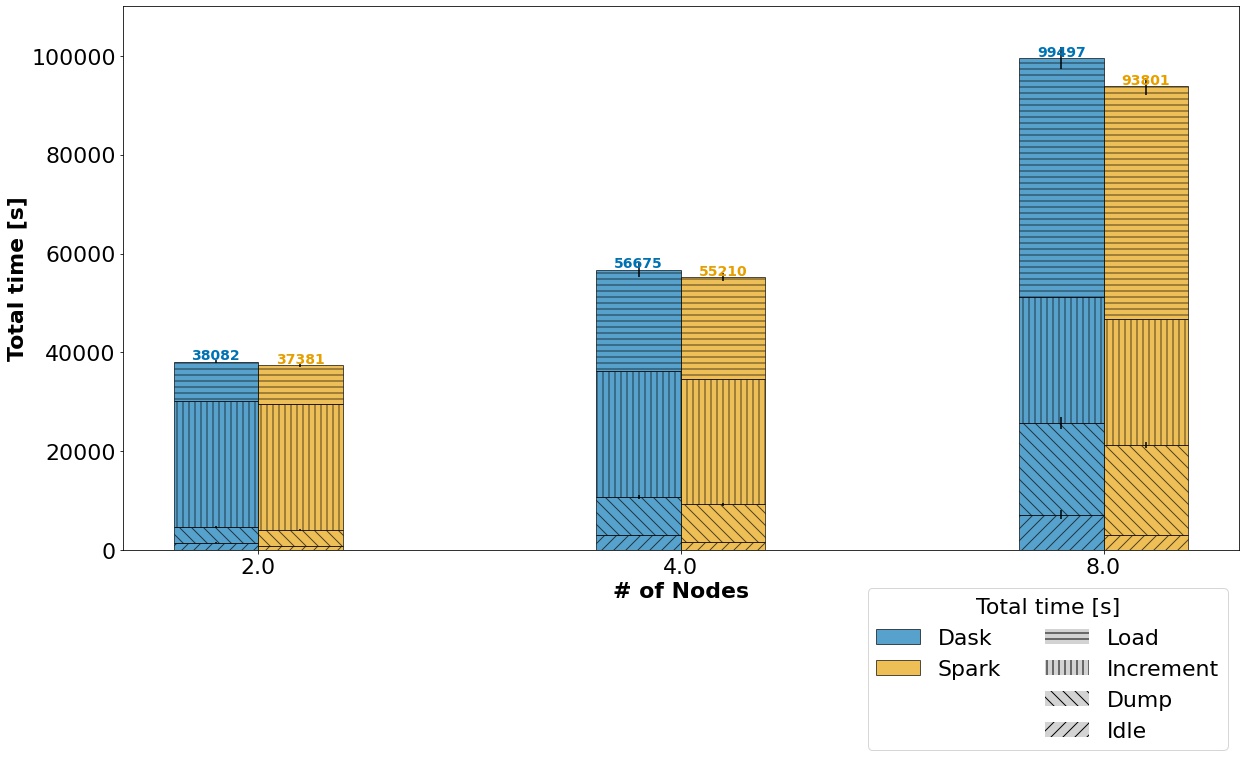 Total time [s]
100000
80000
60000
40000
20000
0
38082
37381
56675
55210
99497
93801
2.0
4.0
8.0
# of Nodes
Total time [s]
Dask
Spark
Load
Increment
Dump
Idle